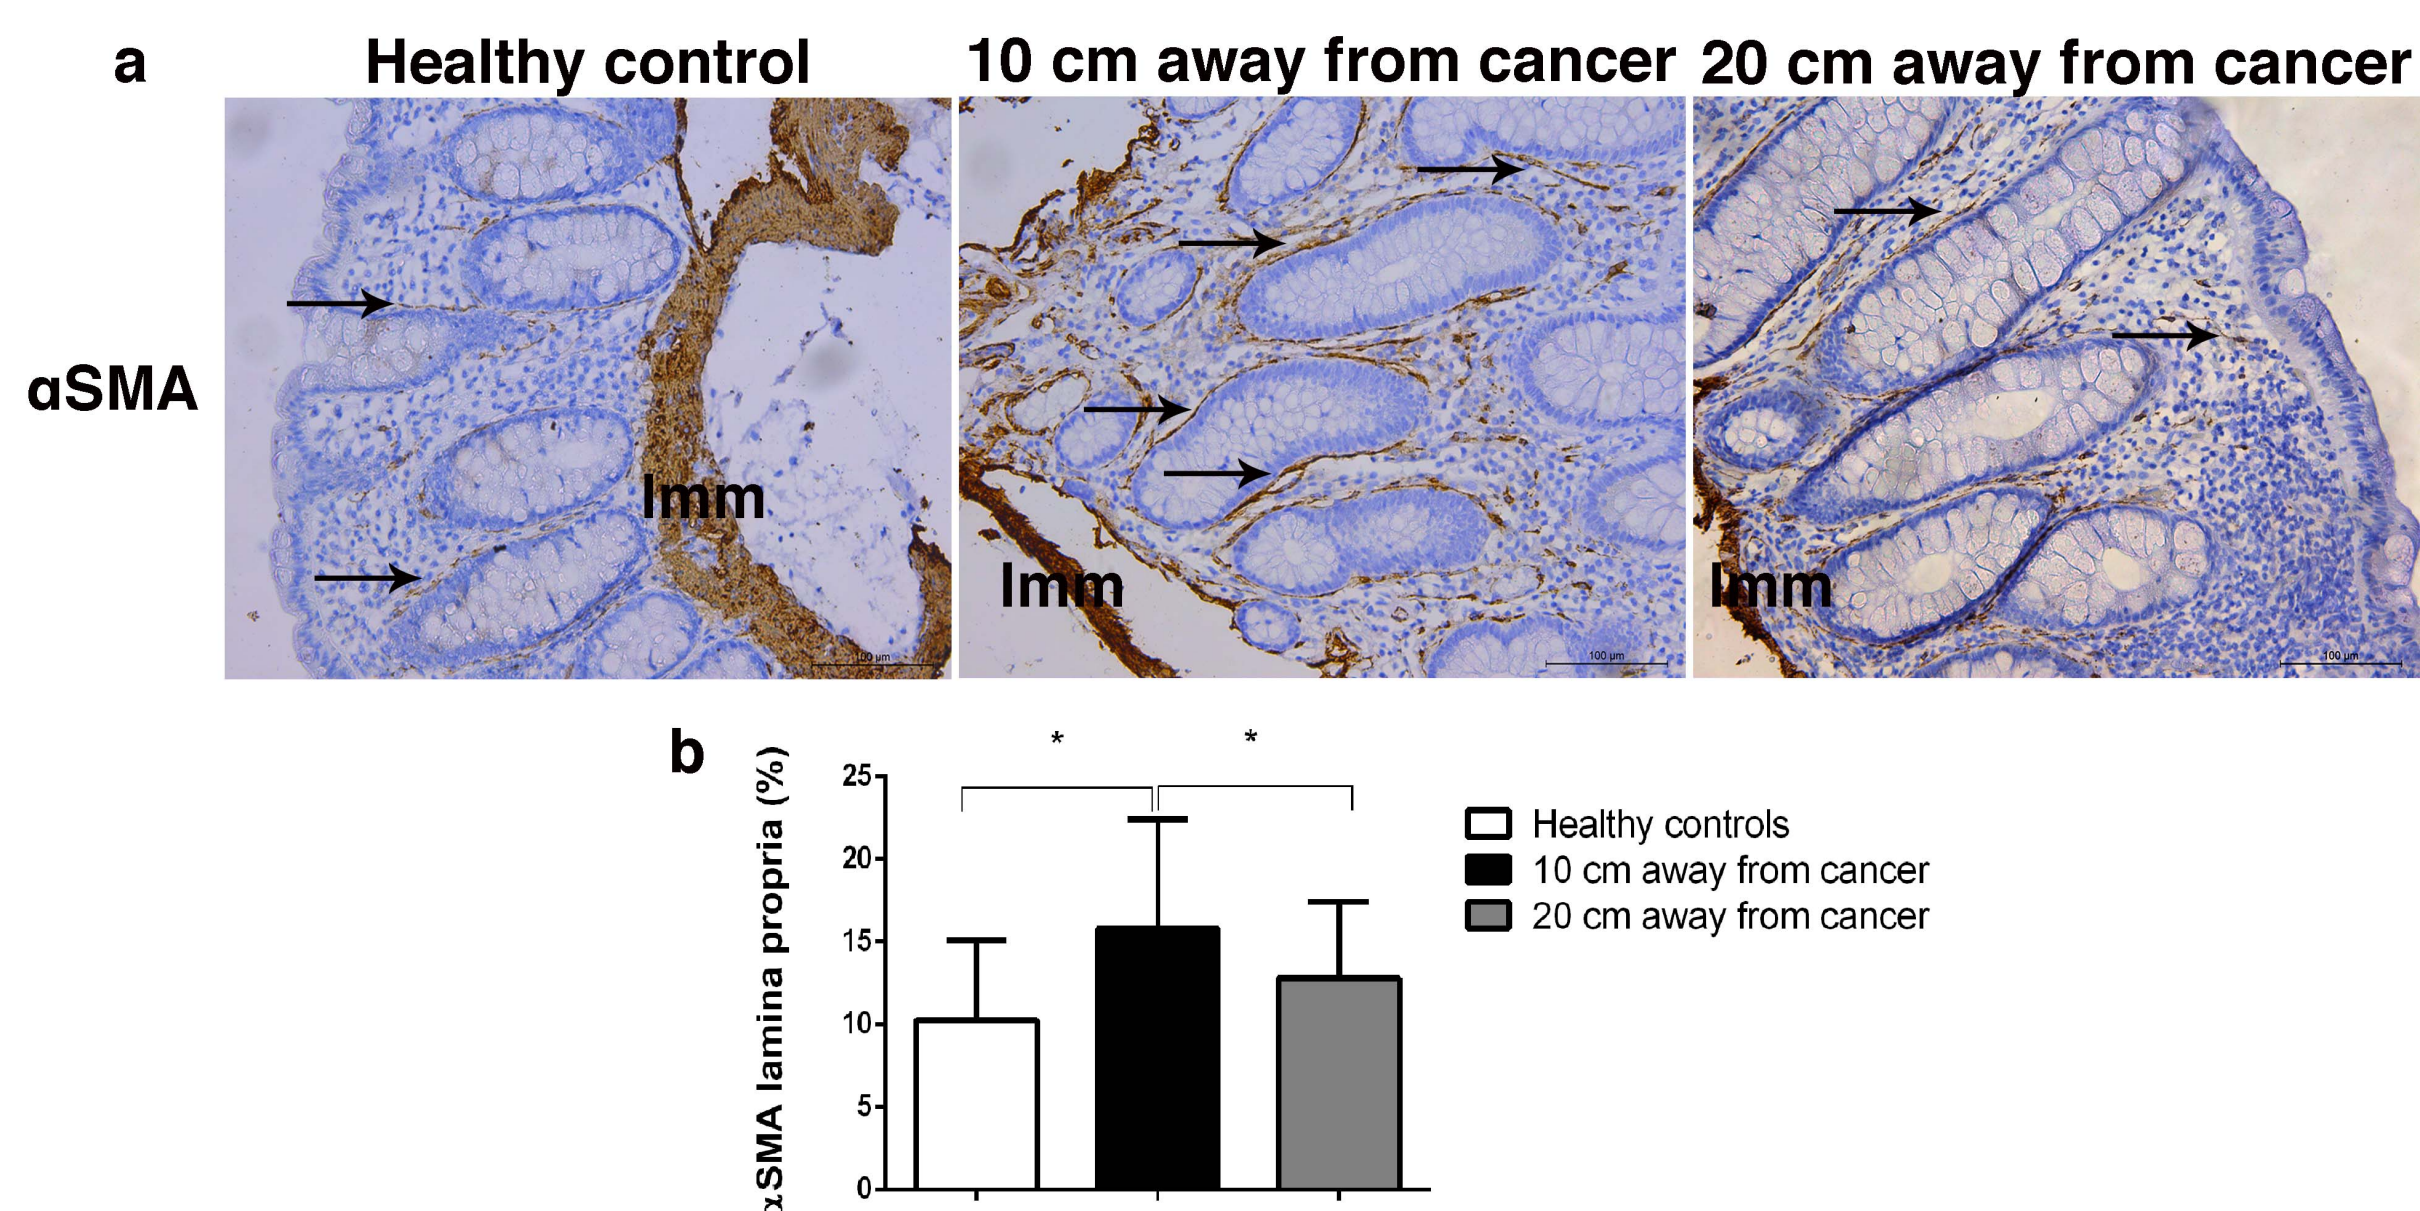 a
Healthy control
10 cm away from cancer
20 cm away from cancer
αSMA
lmm
lmm
lmm
100 µm
100 µm
100 µm
b
*
*
αSMA lamina propria (%)
25
20
15
10
5
0
Healthy controls
10 cm away from cancer
20 cm away from cancer